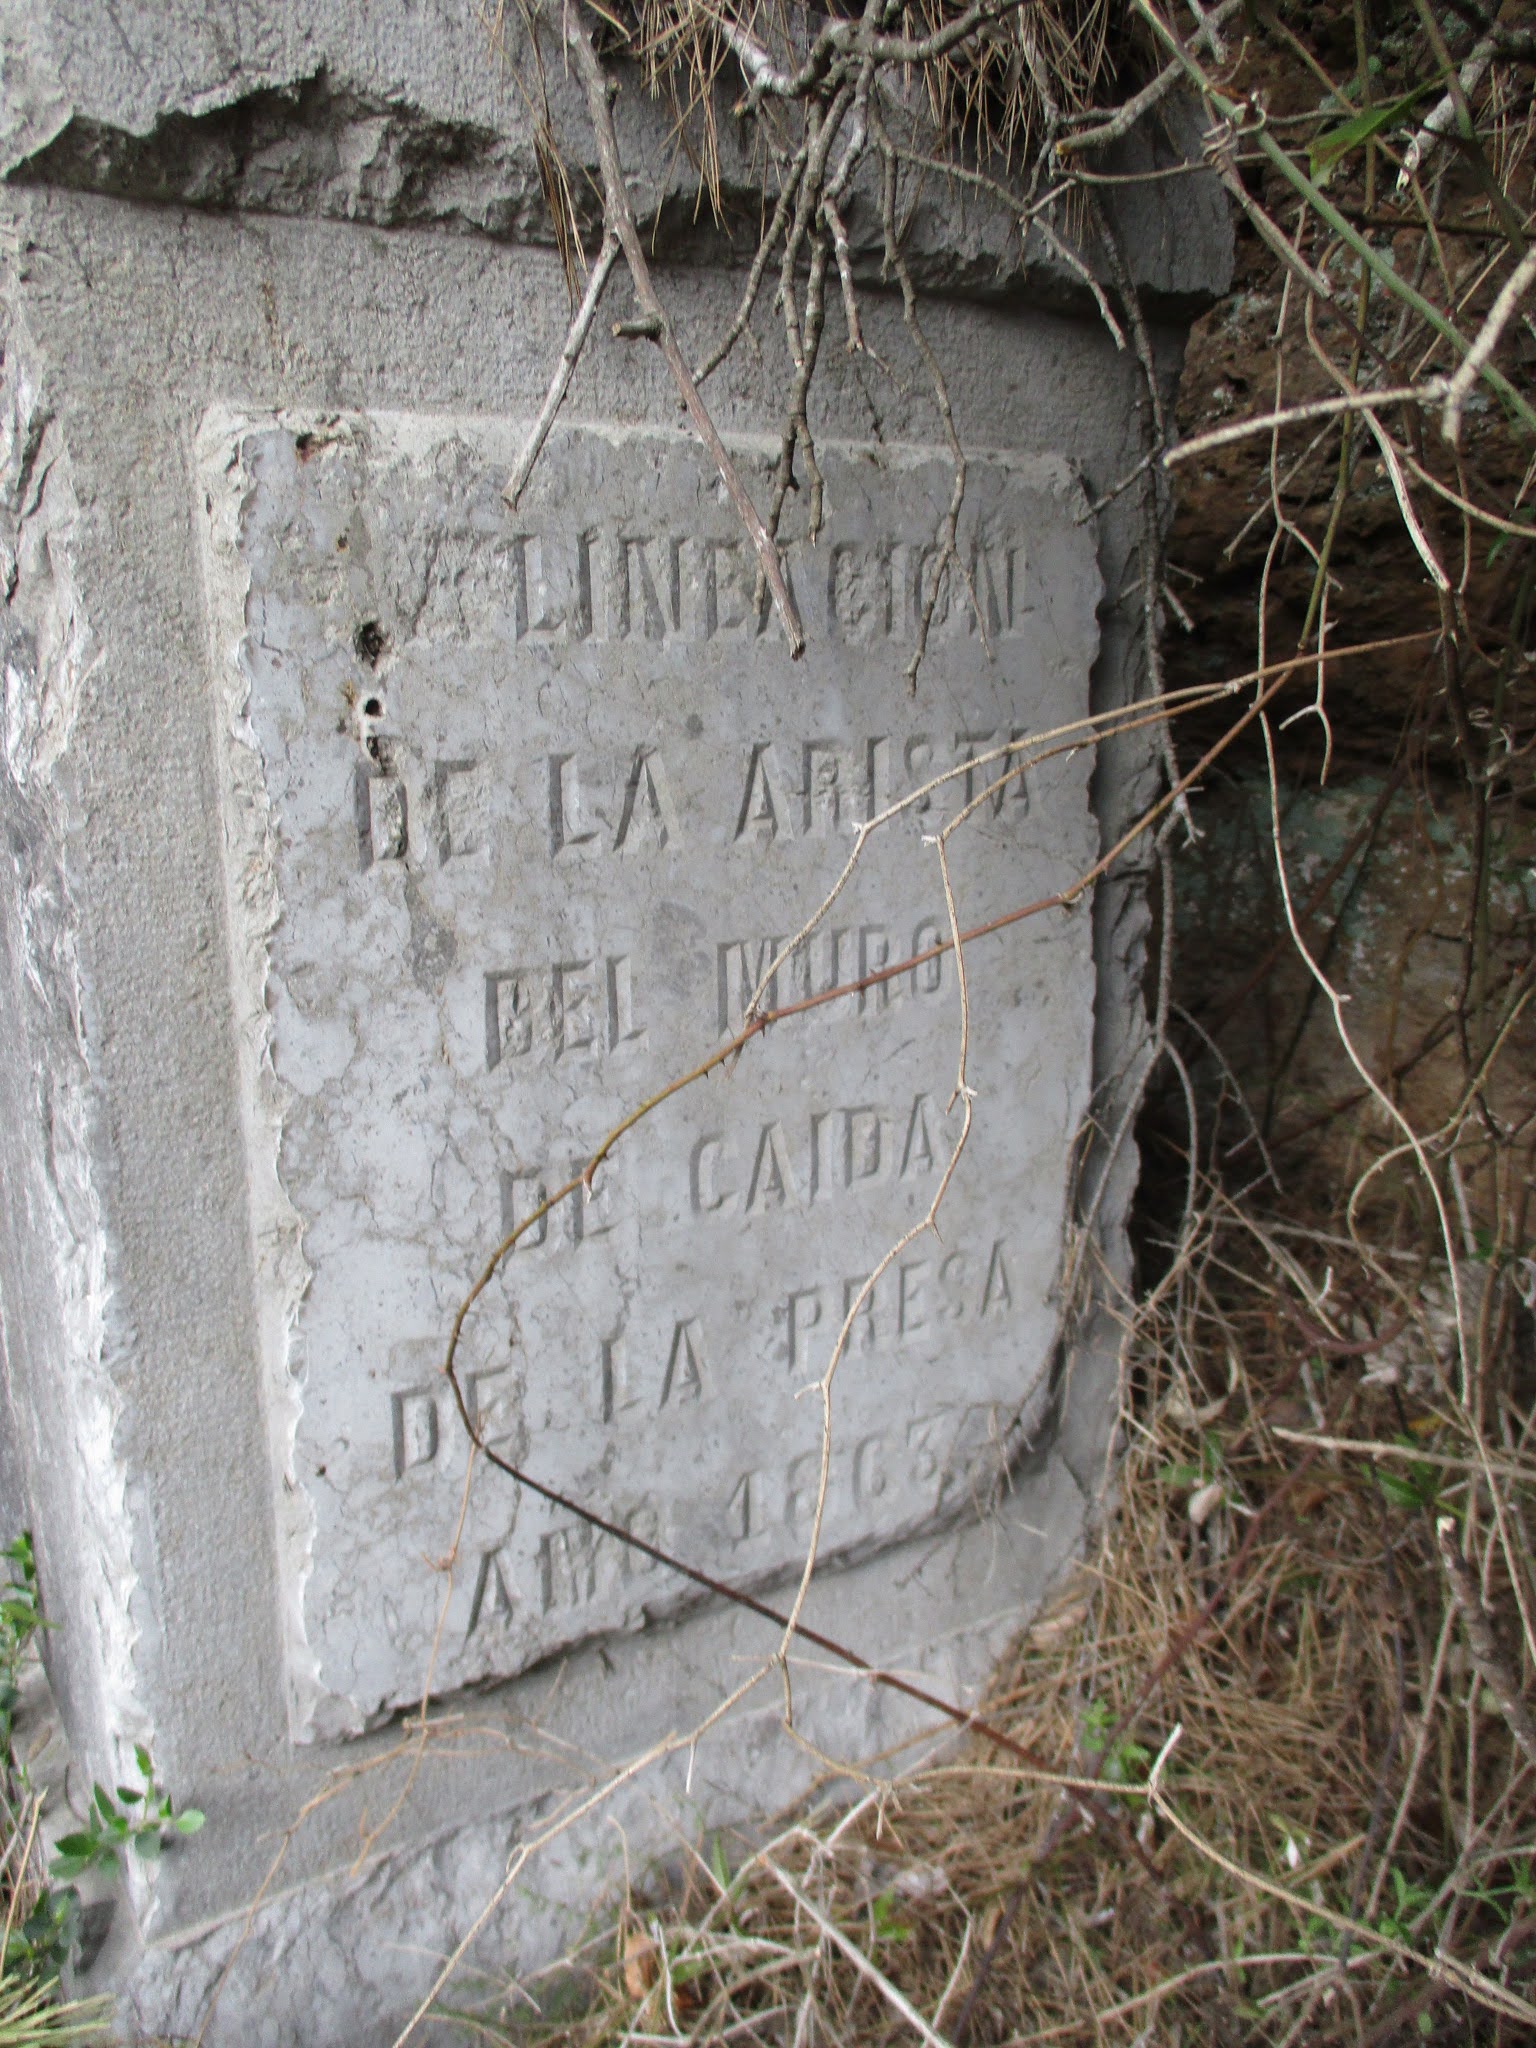 LINEACION
DE LA ARISTA
DEL MURO
DE CAIDA
DE LA PRESA
AÑO 1863